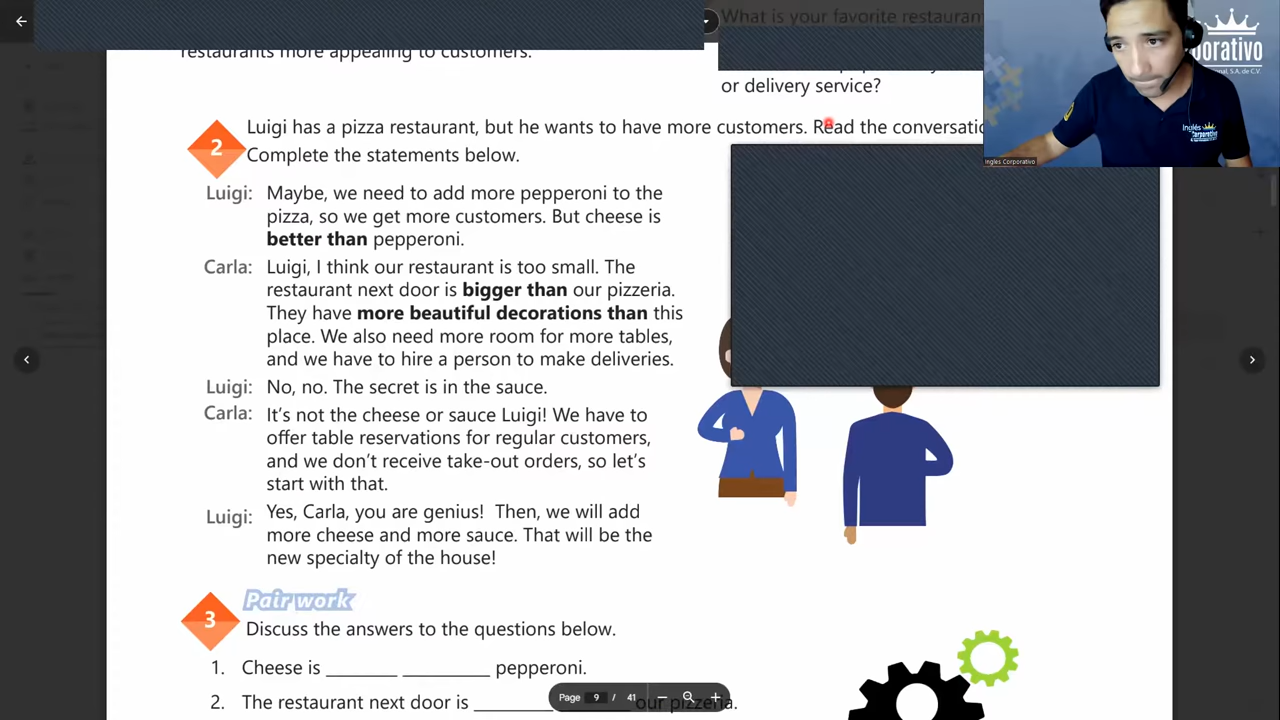 What is your favorite restaurant
restaurants more appealing to customers.
or delivery service?
2
Luigi has a pizza restaurant, but he wants to have more customers. Read the
Complete the statements below.
Luigi: Maybe, we need to add more pepperoni to the
pizza, so we get more customers. But cheese is
better than pepperoni.
Carla: Luigi, I think our restaurant is too small. The
restaurant next door is bigger than our pizzeria.
They have more beautiful decorations than this
place. We also need more room for more tables,
and we have to hire a person to make deliveries.
Luigi: No, no. The secret is in the sauce.
Carla: It's not the cheese or sauce Luigi! We have to
offer table reservations for regular customers,
and we don't receive take-out orders, so let's
start with that.
Luigi: Yes, Carla, you are genius! Then, we will add
more cheese and more sauce. That will be the
new specialty of the house!
3
Pair work
Discuss the answers to the questions below.
1. Cheese is ________ ________ pepperoni.
2. The restaurant next door is ________ ________ our pizzeria.
Page 9 / 41
Ingles Corporativo
Inglés
Corporativo
S.A. de C.V.